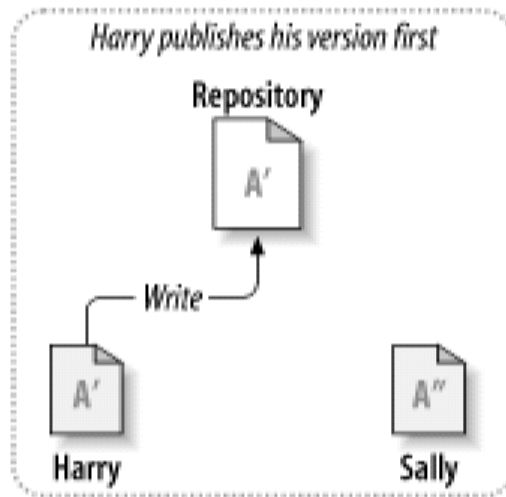 Harry publishes his version first
Repository
A′
Write
A′
A″
Harry
Sally